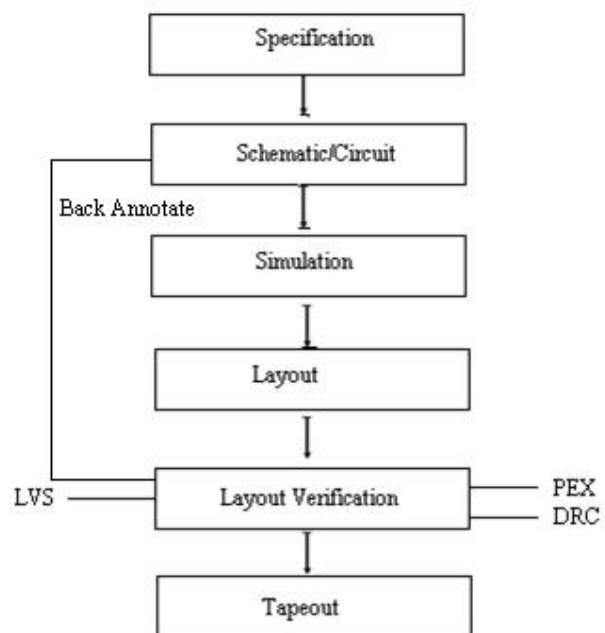 Specification
Schematic/Circuit
Back Annotate
Simulation
Layout
LVS
Layout Verification
PEX
DRC
Tapeout